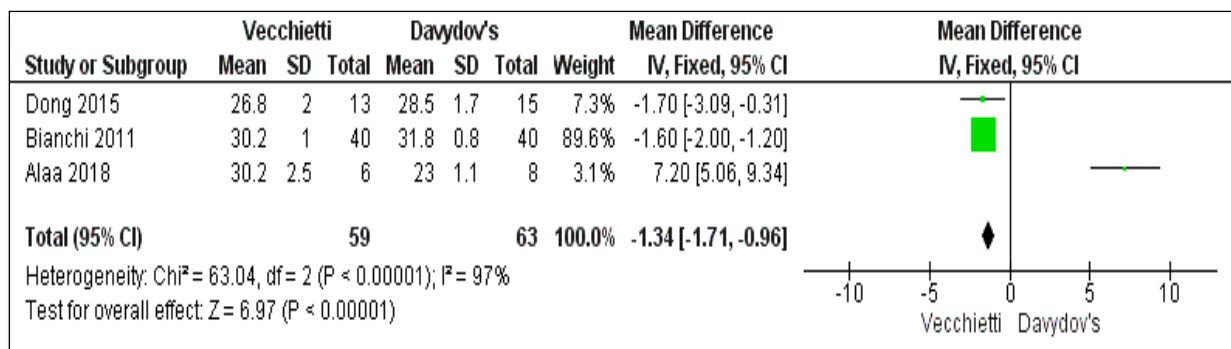 Vecchietti Davydov's Mean Difference Mean Difference
Study or Subgroup Mean SD Total Mean SD Total Weight IV, Fixed, 95% CI IV, Fixed, 95% CI
Dong 2015 26.8 2 13 28.5 1.7 15 7.3% -1.70 [-3.09, -0.31]
Bianchi 2011 30.2 1 40 31.8 0.8 40 89.6% -1.60 [-2.00, -1.20]
Alaa 2018 30.2 2.5 6 23 1.1 8 3.1% 7.20 [5.06, 9.34]
Total (95% CI) 59 63 100.0% -1.34 [-1.71, -0.96]
Heterogeneity: Chi² = 63.04, df = 2 (P < 0.00001); I² = 97%
Test for overall effect: Z = 6.97 (P < 0.00001)
-10 -5 0 5 10
Vecchietti Davydov's